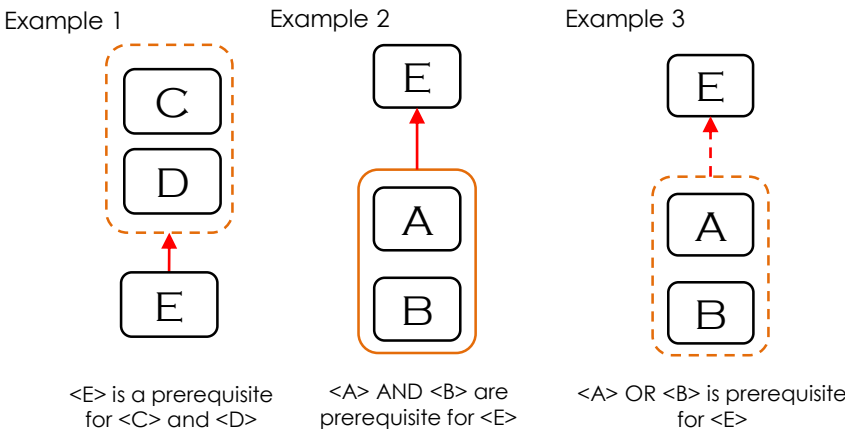 Example 1
C
D
E
<E> is a prerequisite
for <C> and <D>
Example 2
E
A
B
<A> AND <B> are
prerequisite for <E>
Example 3
E
A
B
<A> OR <B> is prerequisite
for <E>